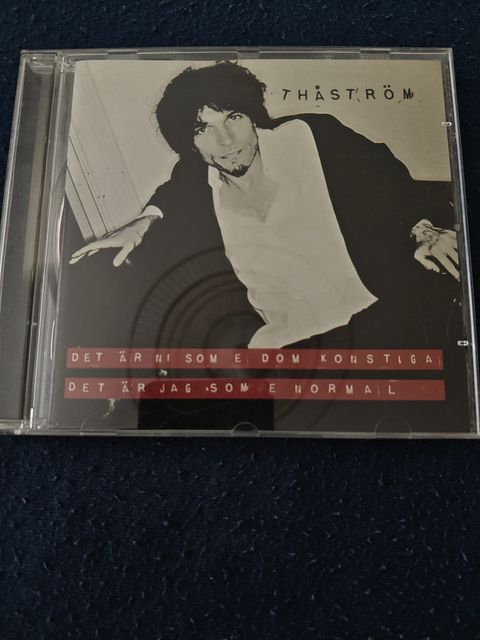 THÅSTRÖM
DET ÄR NI SOM E DOM KONSTIGA
DET ÄR JAG SOM E NORMAL